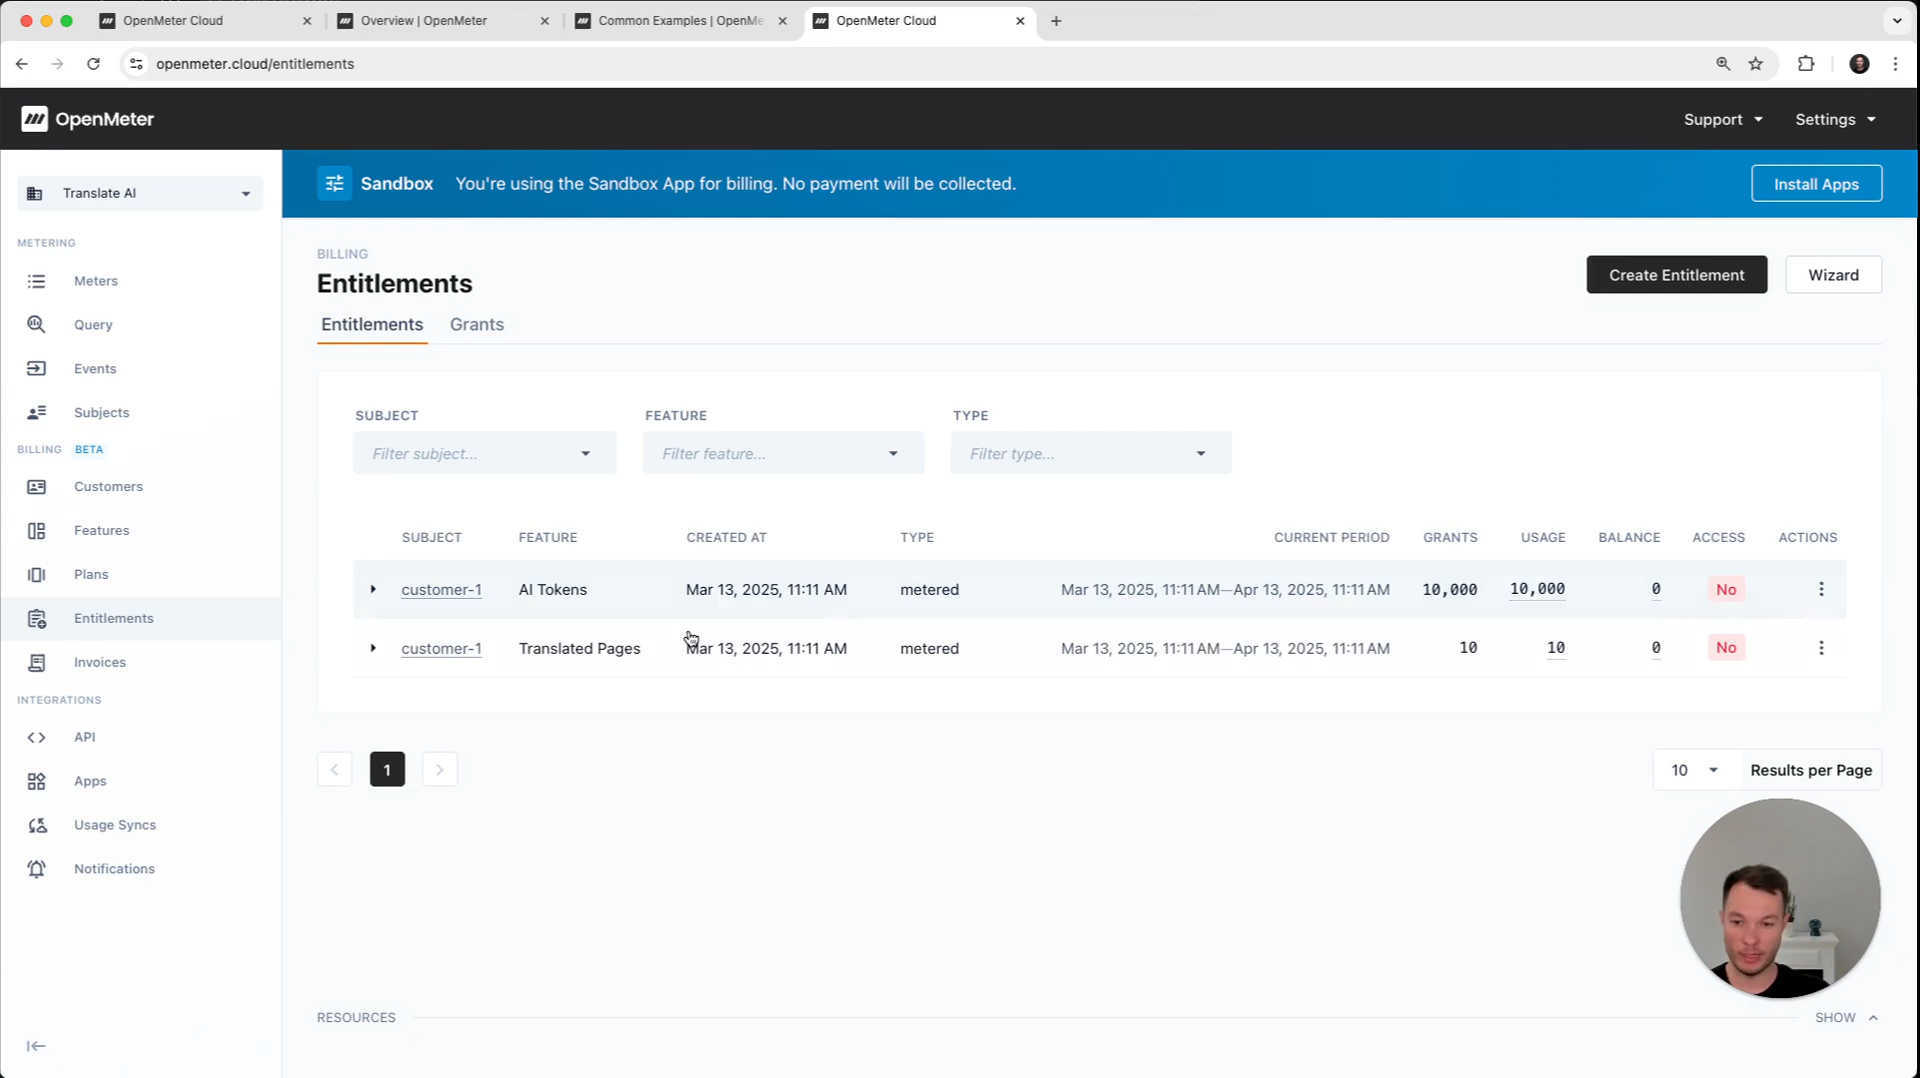 OpenMeter Cloud
Overview | OpenMeter
Common Examples | OpenMe
OpenMeter Cloud
openmeter.cloud/entitlements
OpenMeter
Support
Settings
Translate AI
Sandbox You're using the Sandbox App for billing. No payment will be collected.
Install Apps
METERING
Meters
Query
Events
Subjects
BILLING BETA
Customers
Features
Plans
Entitlements
Invoices
INTEGRATIONS
API
Apps
Usage Syncs
Notifications
BILLING
Entitlements
Create Entitlement
Wizard
Entitlements Grants
SUBJECT FEATURE TYPE
Filter subject... Filter feature... Filter type...
SUBJECT FEATURE CREATED AT TYPE CURRENT PERIOD GRANTS USAGE BALANCE ACCESS ACTIONS
customer-1 AI Tokens Mar 13, 2025, 11:11 AM metered Mar 13, 2025, 11:11 AM—Apr 13, 2025, 11:11 AM 10,000 10,000 0 No
customer-1 Translated Pages Mar 13, 2025, 11:11 AM metered Mar 13, 2025, 11:11 AM—Apr 13, 2025, 11:11 AM 10 10 0 No
1
10 Results per Page
RESOURCES SHOW